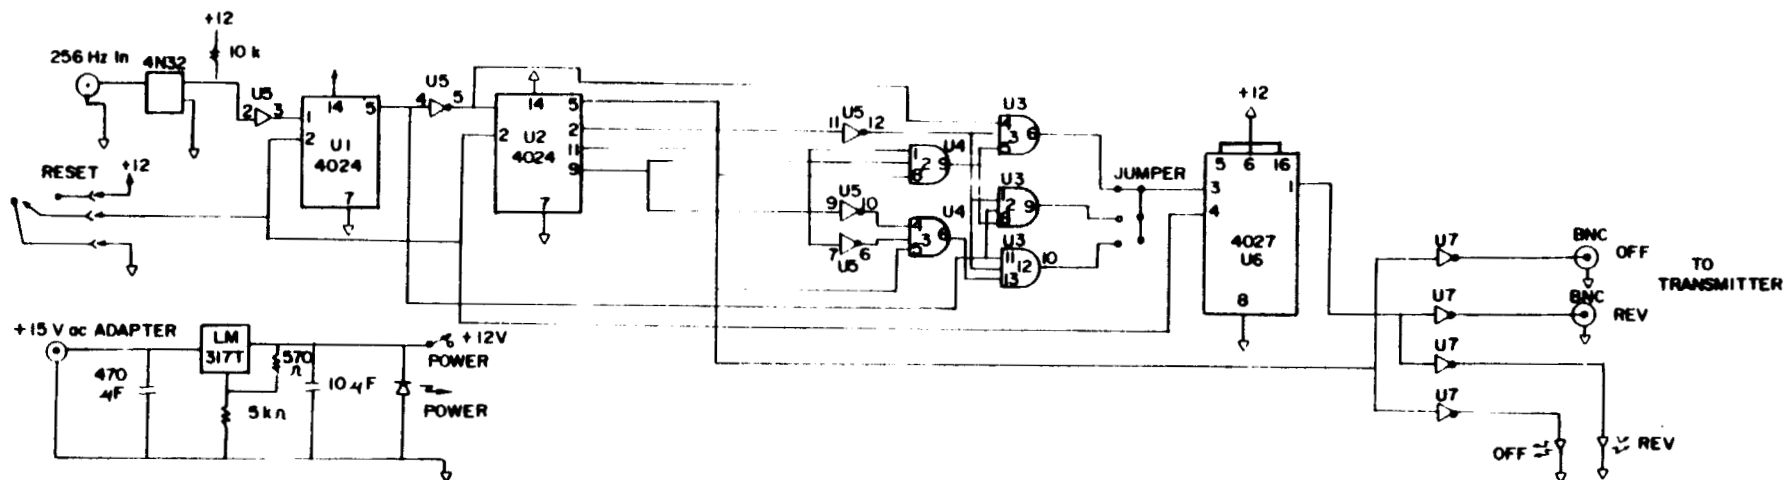 +12
10 k
256 Hz In
4N32
U5
2
3
14
5
1
2
U1
4024
7
U5
4
5
14
5
2
2
U2
11
4024
9
7
RESET
+12
U5
11
12
1
2
9
8
U4
U5
9
10
7
6
U5
U4
4
3
6
5
U3
4
3
6
5
U3
1
2
9
8
U3
11
12
10
13
JUMPER
+12
5
6
16
3
1
4
4027
U6
8
U7
BNC
OFF
U7
BNC
REV
TO
TRANSMITTER
U7
U7
OFF
REV
+15 V ac ADAPTER
LM
317T
570
Ω
+12V
POWER
470
µF
10 µF
5kΩ
POWER